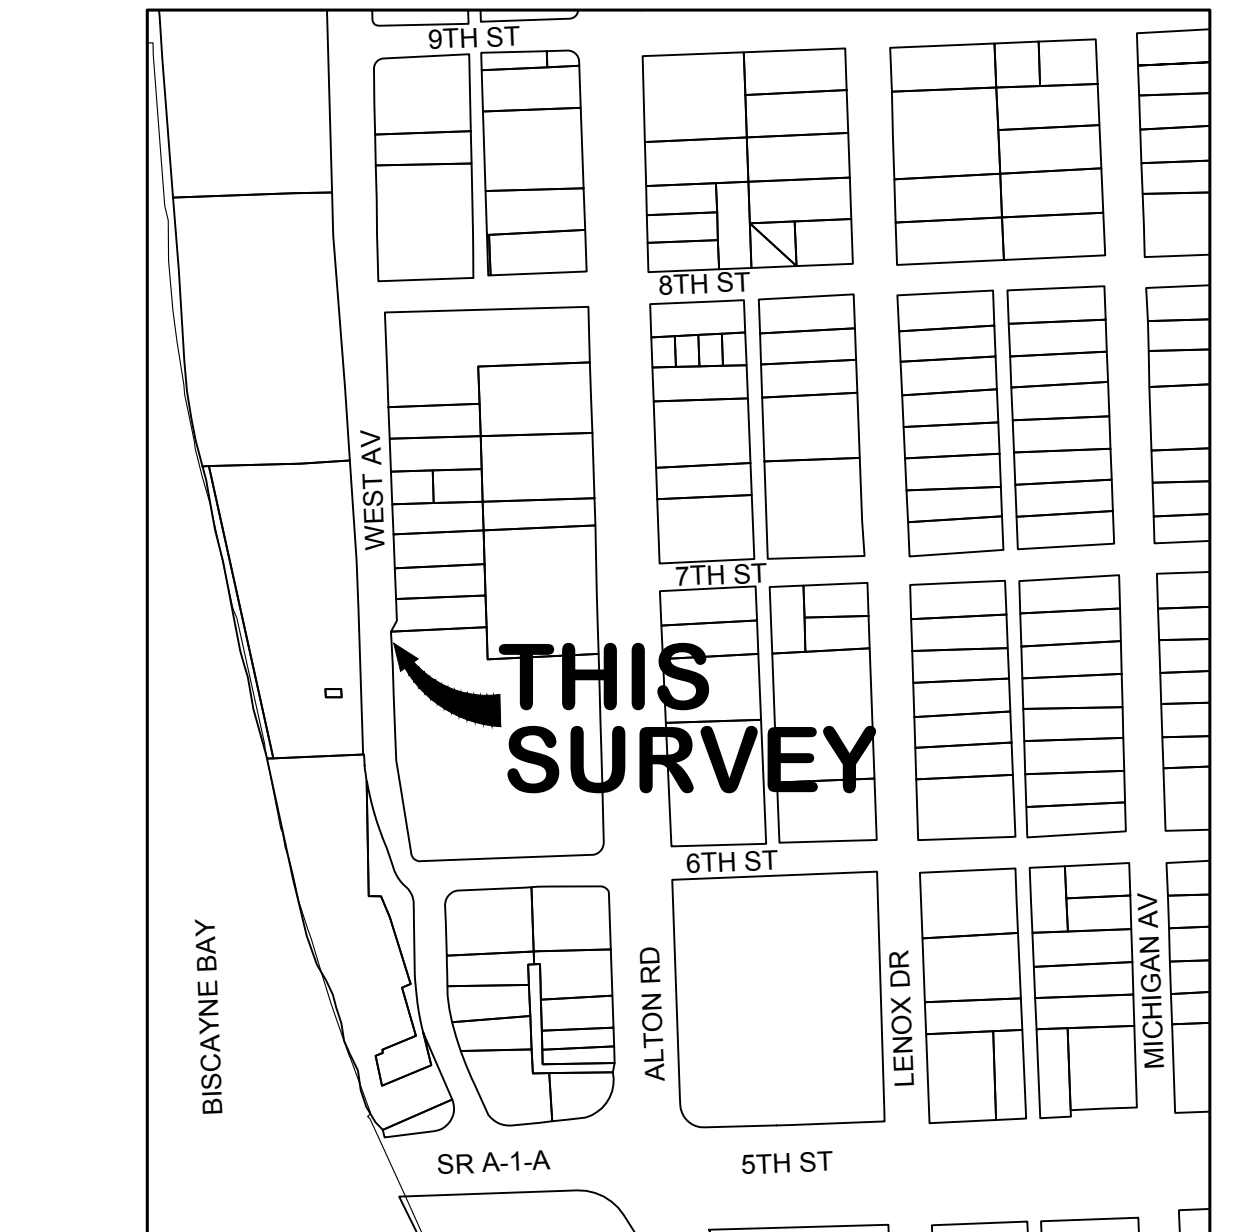 9TH ST
8TH ST
WEST AV
7TH ST
THIS
SURVEY
6TH ST
BISCAYNE BAY
ALTON RD
LENOX DR
MICHIGAN AV
SR A-1-A
5TH ST